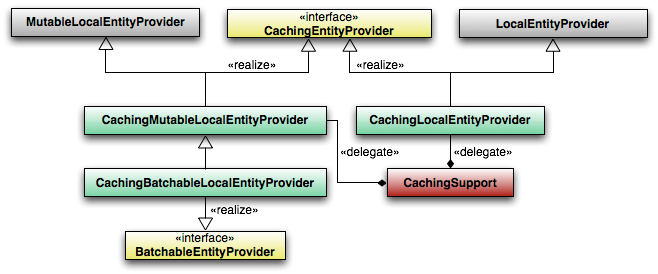 MutableLocalEntityProvider
«interface»
CachingEntityProvider
LocalEntityProvider
«realize»
«realize»
CachingMutableLocalEntityProvider
CachingLocalEntityProvider
«delegate»
«delegate»
CachingBatchableLocalEntityProvider
CachingSupport
«realize»
«interface»
BatchableEntityProvider